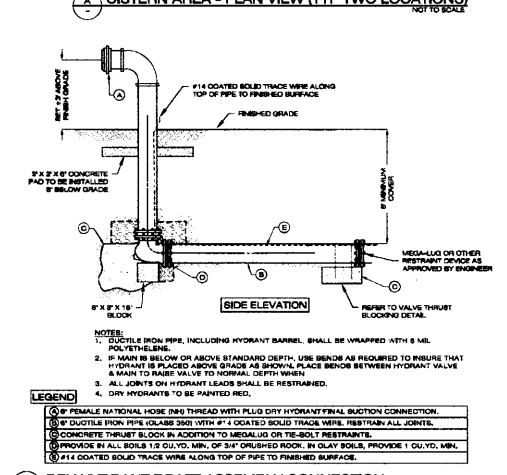 A
CISTERN AREA - PLAN VIEW (TYP TWO LOCATIONS)
NOT TO SCALE
SET ±3' ABOVE
FINISH GRADE
A
#14 COATED SOLID TRACE WIRE ALONG
TOP OF PIPE TO FINISHED SURFACE
FINISHED GRADE
2' X 2' X 6" CONCRETE
PAD TO BE INSTALLED
6" BELOW GRADE
6' MINIMUM
COVER
C
E
MEGA-LUG OR OTHER
RESTRAINT DEVICE AS
APPROVED BY ENGINEER
D
B
C
8" X 8" X 16"
BLOCK
SIDE ELEVATION
REFER TO VALVE THRUST
BLOCKING DETAIL
NOTES:
1. DUCTILE IRON PIPE, INCLUDING HYDRANT BARREL, SHALL BE WRAPPED WITH 8 MIL
POLYETHELENE.
2. IF MAIN IS BELOW OR ABOVE STANDARD DEPTH, USE BENDS AS REQUIRED TO INSURE THAT
HYDRANT IS PLACED ABOVE GRADE AS SHOWN. PLACE BENDS BETWEEN HYDRANT VALVE
& MAIN TO RAISE VALVE TO NORMAL DEPTH WHEN
3. ALL JOINTS ON HYDRANT LEADS SHALL BE RESTRAINED.
4. DRY HYDRANTS TO BE PAINTED RED.
LEGEND
A 6" FEMALE NATIONAL HOSE (NH) THREAD WITH PLUG DRY HYDRANT/FINAL SUCTION CONNECTION.
B 6" DUCTILE IRON PIPE (CLASS 350) WITH #14 COATED SOLID TRACE WIRE. RESTRAIN ALL JOINTS.
C CONCRETE THRUST BLOCK IN ADDITION TO MEGALUG OR TIE-BOLT RESTRAINTS.
D PROVIDE IN ALL SOILS 1/2 CU.YD. MIN. OR 3/4" CRUSHED ROCK. IN CLAY SOILS, PROVIDE 1 CU.YD. MIN.
E #14 COATED SOLID TRACE WIRE ALONG TOP OF PIPE TO FINISHED SURFACE.